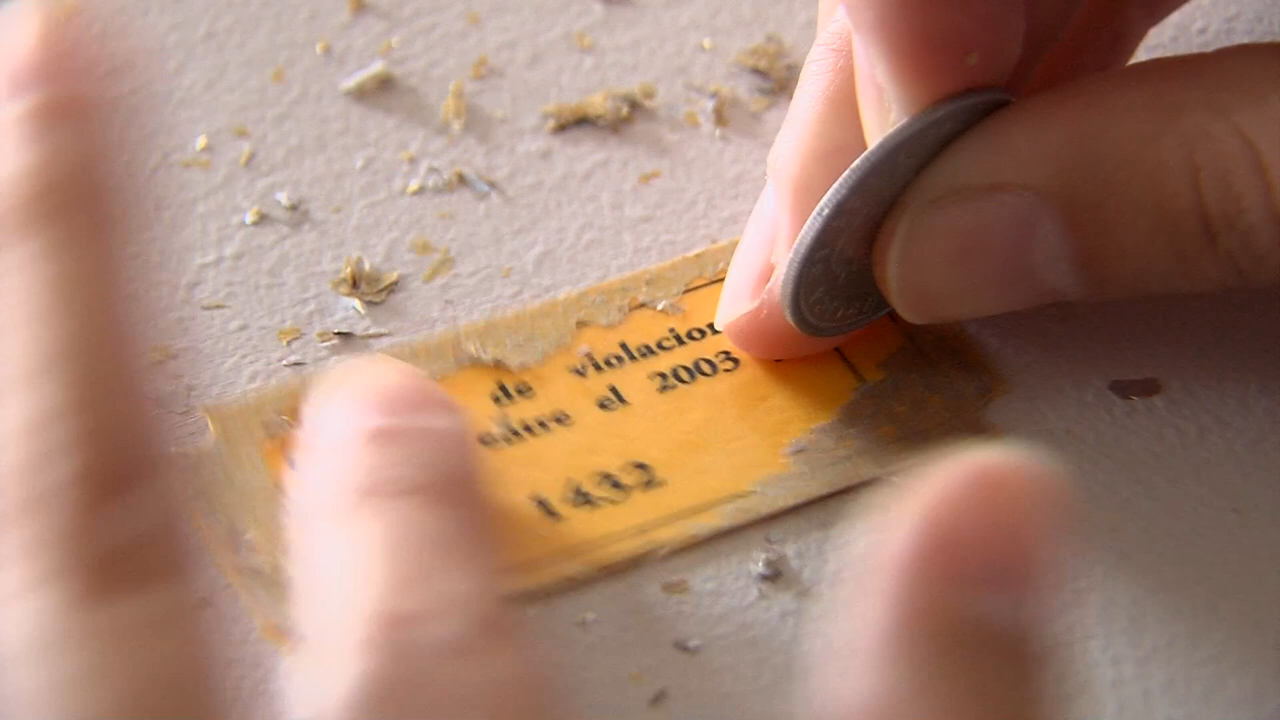 de violacion
entre el 2003
1432